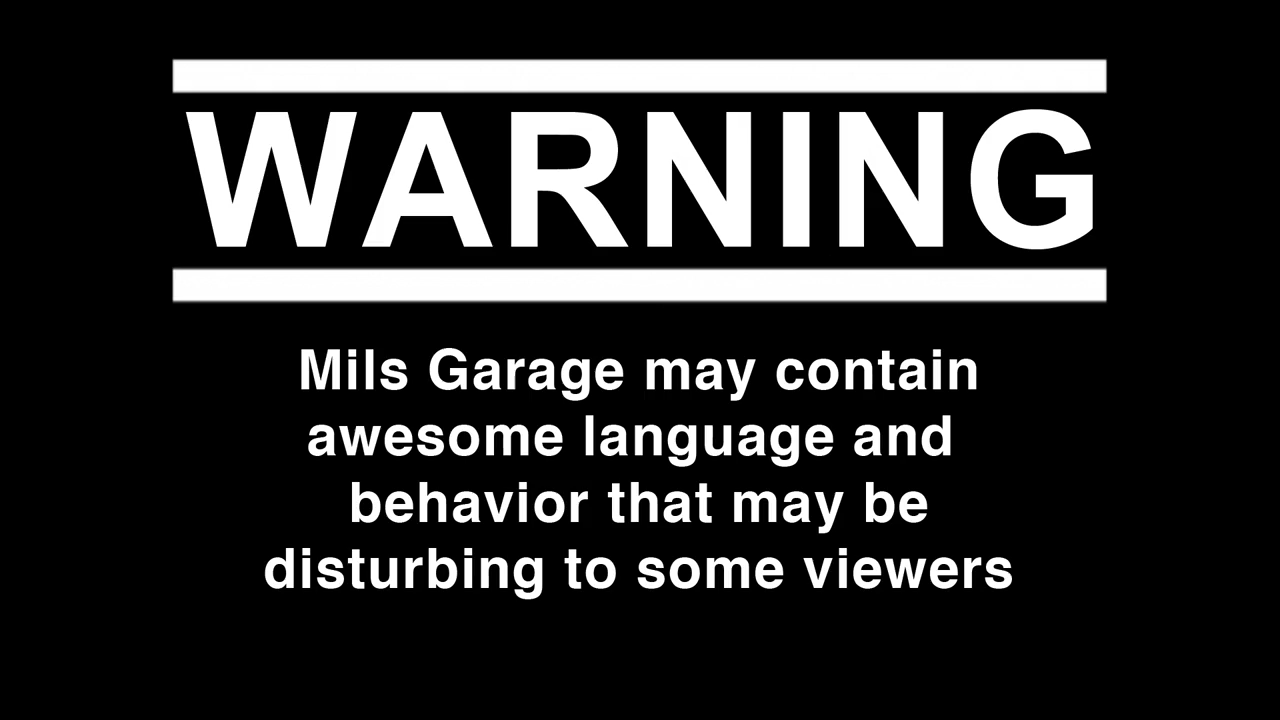 WARNING
Mils Garage may contain
awesome language and
behavior that may be
disturbing to some viewers